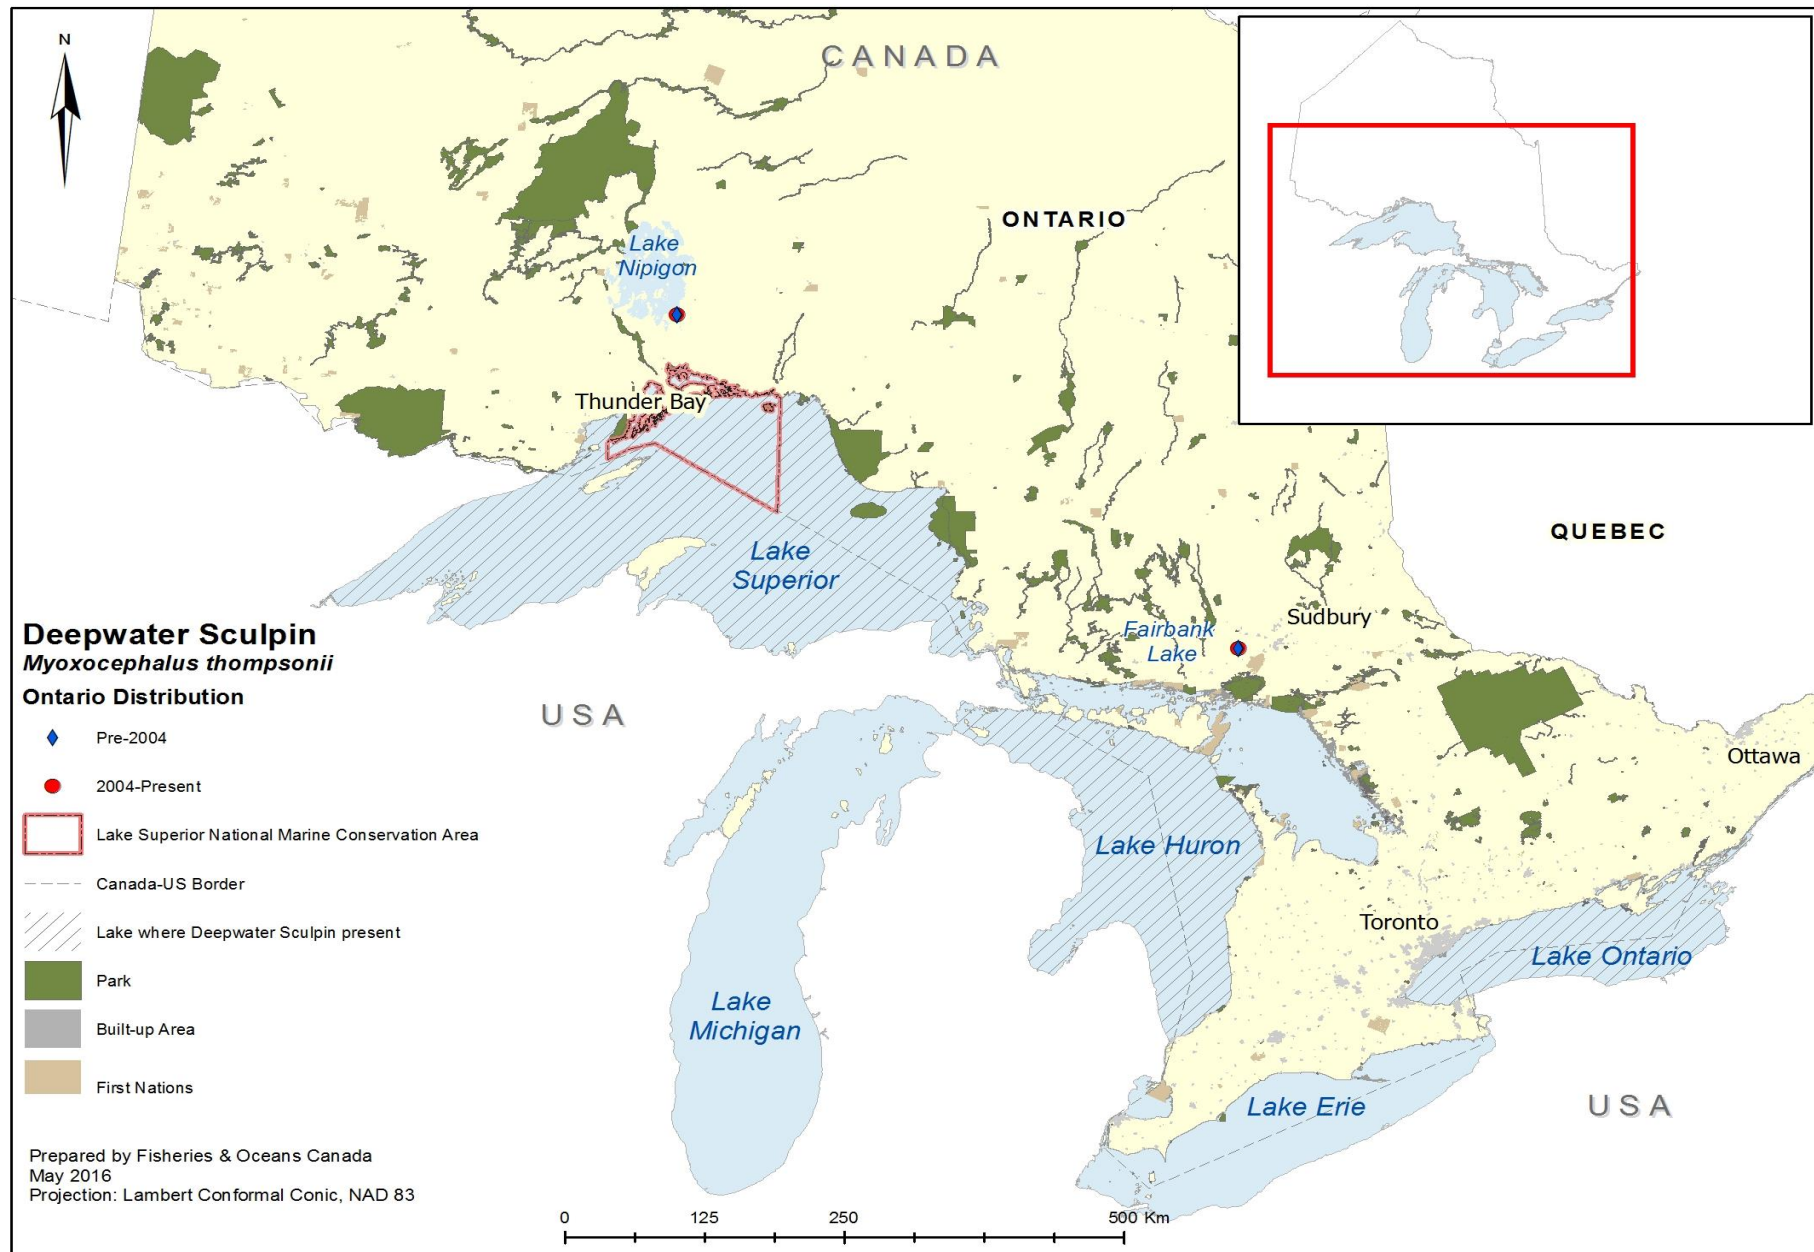 N
CANADA
ONTARIO
Lake
Nipigon
Thunder Bay
QUEBEC
Lake
Superior
Sudbury
Fairbank
Lake
USA
Ottawa
Lake Huron
Toronto
Lake Ontario
Lake
Michigan
Lake Erie
USA
Deepwater Sculpin
Myoxocephalus thompsonii
Ontario Distribution
Pre-2004
2004-Present
Lake Superior National Marine Conservation Area
Canada-US Border
Lake where Deepwater Sculpin present
Park
Built-up Area
First Nations
Prepared by Fisheries & Oceans Canada
May 2016
Projection: Lambert Conformal Conic, NAD 83
0 125 250 500 Km